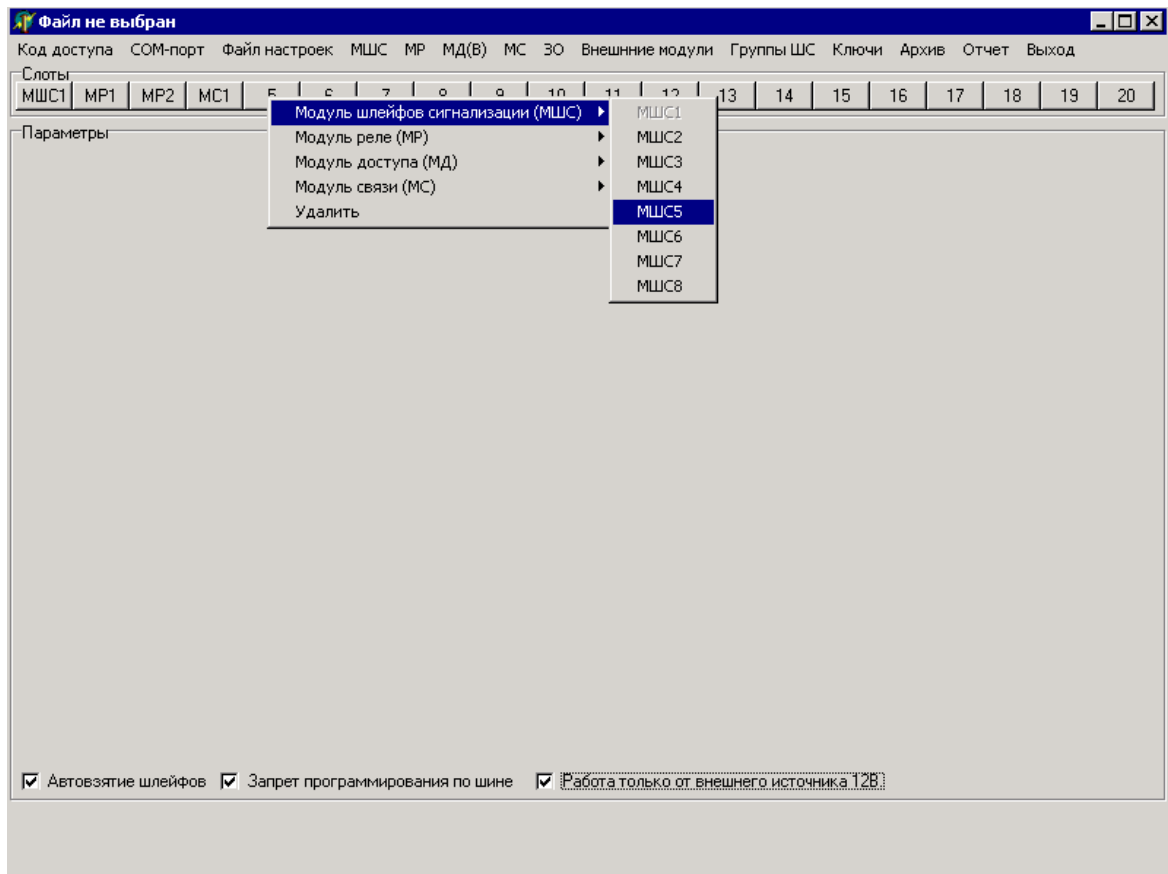 Файл не выбран
Код доступа COM-порт Файл настроек МШС МР МД(В) МС ЗО Внешнние модули Группы ШС Ключи Архив Отчет Выход
Слоты
МШС1 МР1 МР2 МС1 5 6 7 8 9 10 11 12 13 14 15 16 17 18 19 20
Параметры
Модуль шлейфов сигнализации (МШС)
Модуль реле (МР)
Модуль доступа (МД)
Модуль связи (МС)
Удалить
МШС1
МШС2
МШС3
МШС4
МШС5
МШС6
МШС7
МШС8
Автовзятие шлейфов Запрет программирования по шине Работа только от внешнего источника 12В.